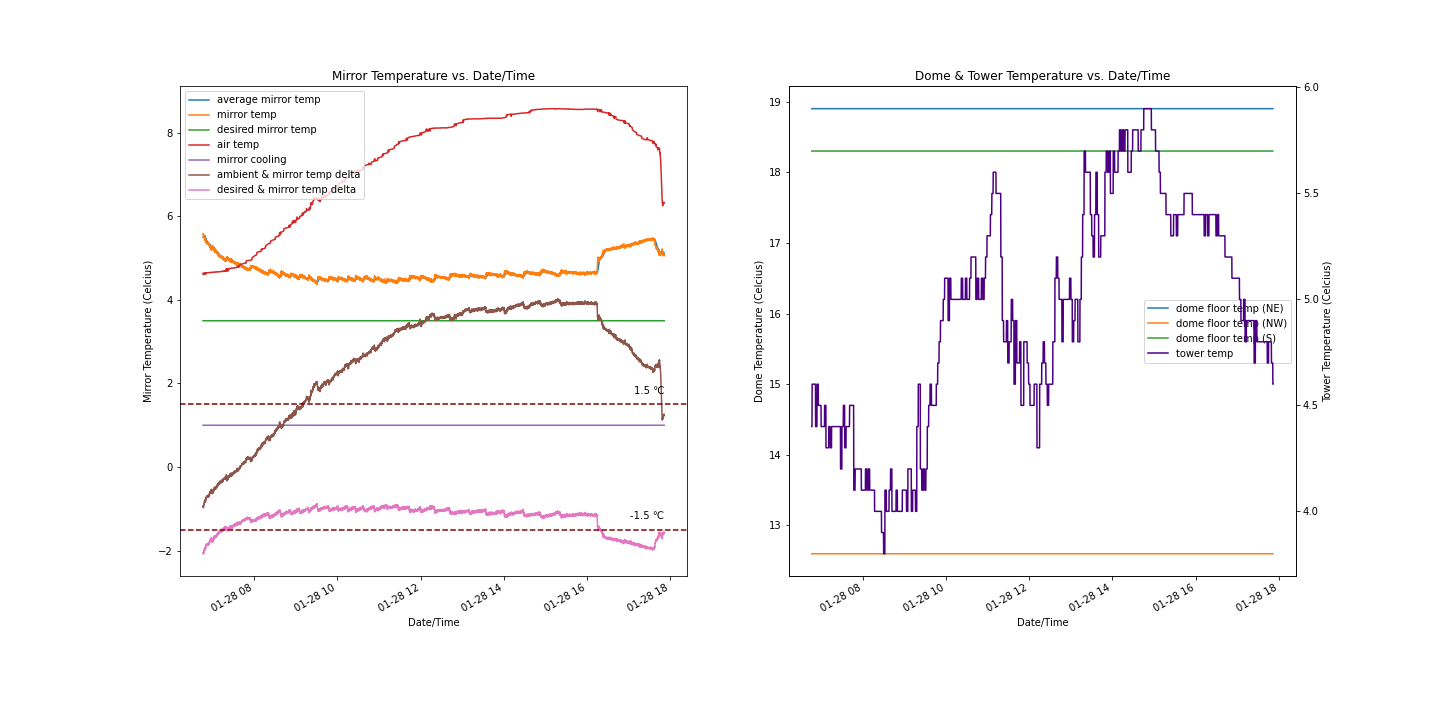 Mirror Temperature vs. Date/Time
average mirror temp
mirror temp
desired mirror temp
air temp
mirror cooling
ambient & mirror temp delta
desired & mirror temp delta
8
6
4
2
0
−2
Mirror Temperature (Celcius)
1.5 °C
-1.5 °C
01-28 08
01-28 10
01-28 12
01-28 14
01-28 16
01-28 18
Date/Time
Dome & Tower Temperature vs. Date/Time
19
18
17
16
15
14
13
Dome Temperature (Celcius)
dome floor temp (NE)
dome floor temp (NW)
dome floor temp (S)
tower temp
6.0
5.5
5.0
4.5
4.0
Tower Temperature (Celcius)
01-28 08
01-28 10
01-28 12
01-28 14
01-28 16
01-28 18
Date/Time